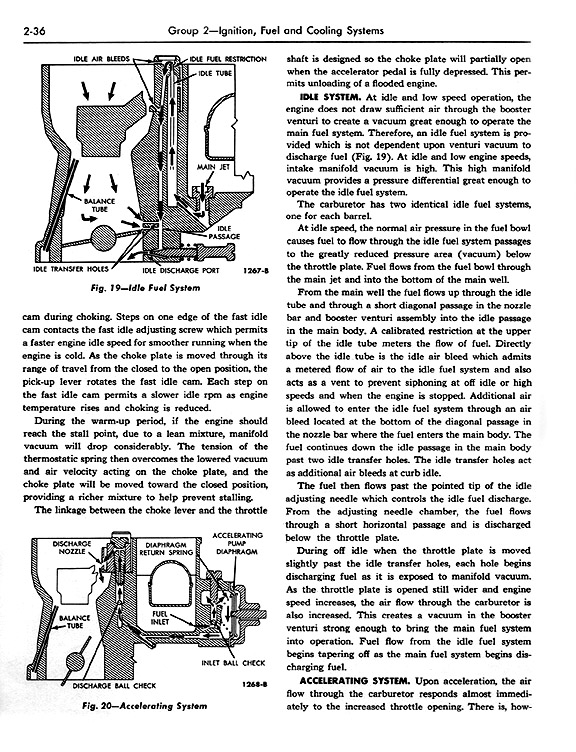 2-36
Group 2—Ignition, Fuel and Cooling Systems
IDLE AIR BLEEDS
IDLE FUEL RESTRICTION
IDLE TUBE
MAIN JET
BALANCE
TUBE
IDLE
PASSAGE
IDLE TRANSFER HOLES
IDLE DISCHARGE PORT
1267-B
Fig. 19—Idle Fuel System
cam during choking. Steps on one edge of the fast idle
cam contacts the fast idle adjusting screw which permits
a faster engine idle speed for smoother running when the
engine is cold. As the choke plate is moved through its
range of travel from the closed to the open position, the
pick-up lever rotates the fast idle cam. Each step on
the fast idle cam permits a slower idle rpm as engine
temperature rises and choking is reduced.
During the warm-up period, if the engine should
reach the stall point, due to a lean mixture, manifold
vacuum will drop considerably. The tension of the
thermostatic spring then overcomes the lowered vacuum
and air velocity acting on the choke plate, and the
choke plate will be moved toward the closed position,
providing a richer mixture to help prevent stalling.
The linkage between the choke lever and the throttle
DISCHARGE
NOZZLE
DIAPHRAGM
RETURN SPRING
ACCELERATING
PUMP
DIAPHRAGM
BALANCE
TUBE
FUEL
INLET
INLET BALL CHECK
DISCHARGE BALL CHECK
1268-B
Fig. 20—Accelerating System
shaft is designed so the choke plate will partially open
when the accelerator pedal is fully depressed. This per-
mits unloading of a flooded engine.
IDLE SYSTEM. At idle and low speed operation, the
engine does not draw sufficient air through the booster
venturi to create a vacuum great enough to operate the
main fuel system. Therefore, an idle fuel system is pro-
vided which is not dependent upon venturi vacuum to
discharge fuel (Fig. 19). At idle and low engine speeds,
intake manifold vacuum is high. This high manifold
vacuum provides a pressure differential great enough to
operate the idle fuel system.
The carburetor has two identical idle fuel systems,
one for each barrel.
At idle speed, the normal air pressure in the fuel bowl
causes fuel to flow through the idle fuel system passages
to the greatly reduced pressure area (vacuum) below
the throttle plate. Fuel flows from the fuel bowl through
the main jet and into the bottom of the main well.
From the main well the fuel flows up through the idle
tube and through a short diagonal passage in the nozzle
bar and booster venturi assembly into the idle passage
in the main body. A calibrated restriction at the upper
tip of the idle tube meters the flow of fuel. Directly
above the idle tube is the idle air bleed which admits
a metered flow of air to the idle fuel system and also
acts as a vent to prevent siphoning at off idle or high
speeds and when the engine is stopped. Additional air
is allowed to enter the idle fuel system through an air
bleed located at the bottom of the diagonal passage in
the nozzle bar where the fuel enters the main body. The
fuel continues down the idle passage in the main body
past two idle transfer holes. The idle transfer holes act
as additional air bleeds at curb idle.
The fuel then flows past the pointed tip of the idle
adjusting needle which controls the idle fuel discharge.
From the adjusting needle chamber, the fuel flows
through a short horizontal passage and is discharged
below the throttle plate.
During off idle when the throttle plate is moved
slightly past the idle transfer holes, each hole begins
discharging fuel as it is exposed to manifold vacuum.
As the throttle plate is opened still wider and engine
speed increases, the air flow through the carburetor is
also increased. This creates a vacuum in the booster
venturi strong enough to bring the main fuel system
into operation. Fuel flow from the idle fuel system
begins tapering off as the main fuel system begins dis-
charging fuel.
ACCELERATING SYSTEM. Upon acceleration, the air
flow through the carburetor responds almost immedi-
ately to the increased throttle opening. There is, how-